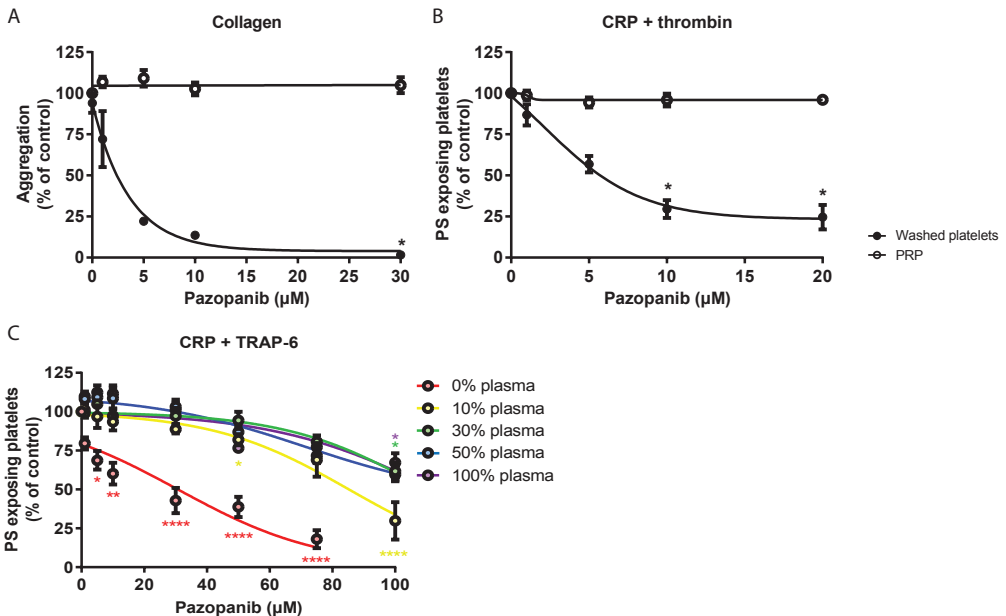 A
Collagen
Aggregation
(% of control)
125
100
75
50
25
0
0 5 10 15 20 25 30
*
Pazopanib (µM)
B
CRP + thrombin
PS exposing platelets
(% of control)
125
100
75
50
25
0
0 5 10 15 20
* *
Pazopanib (µM)
Washed platelets
PRP
C
CRP + TRAP-6
PS exposing platelets
(% of control)
125
100
75
50
25
0
0 20 40 60 80 100
* ** **** **** **** * **** * *
Pazopanib (µM)
0% plasma
10% plasma
30% plasma
50% plasma
100% plasma